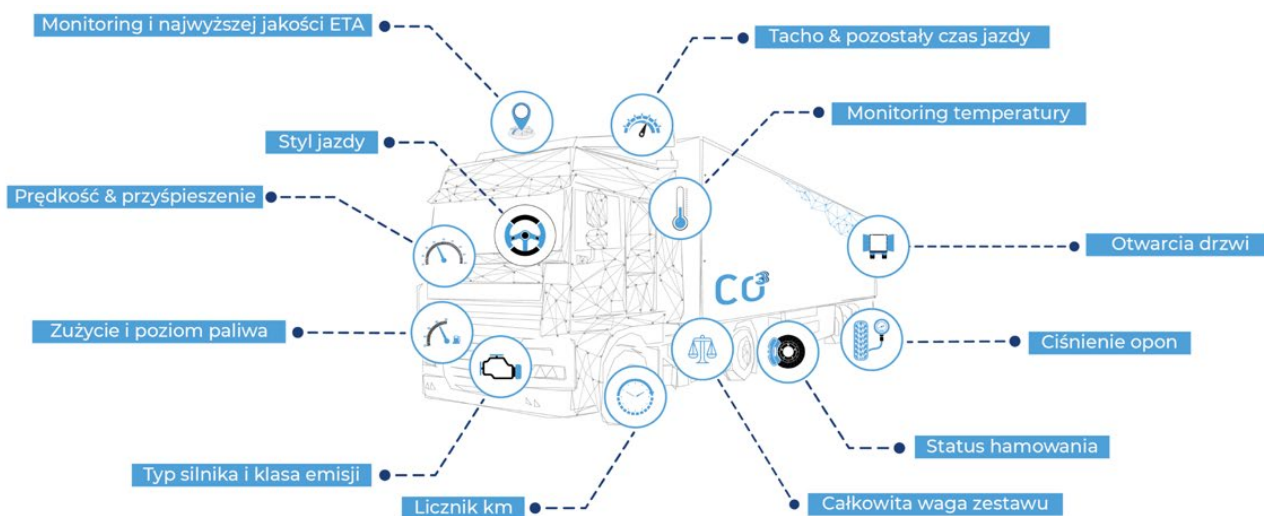 Monitoring i najwyższej jakości ETA
Tacho & pozostały czas jazdy
Monitoring temperatury
Styl jazdy
Prędkość & przyśpieszenie
Otwarcia drzwi
CO³
Zużycie i poziom paliwa
Ciśnienie opon
Status hamowania
Typ silnika i klasa emisji
Licznik km
Całkowita waga zestawu